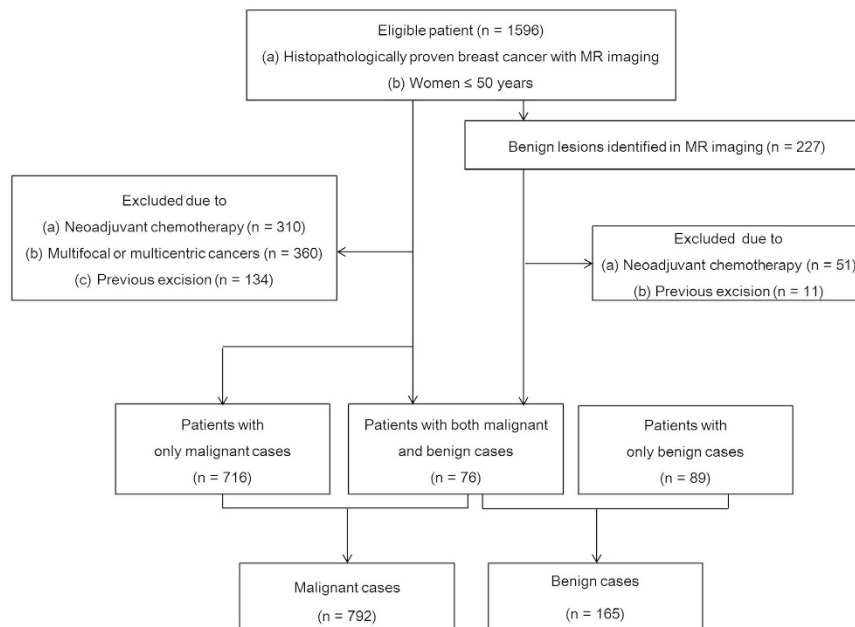 Eligible patient (n = 1596)
(a) Histopathologically proven breast cancer with MR imaging
(b) Women ≤ 50 years
Benign lesions identified in MR imaging (n = 227)
Excluded due to
(a) Neoadjuvant chemotherapy (n = 310)
(b) Multifocal or multicentric cancers (n = 360)
(c) Previous excision (n = 134)
Excluded due to
(a) Neoadjuvant chemotherapy (n = 51)
(b) Previous excision (n = 11)
Patients with
only malignant cases
(n = 716)
Patients with both malignant
and benign cases
(n = 76)
Patients with
only benign cases
(n = 89)
Malignant cases
(n = 792)
Benign cases
(n = 165)